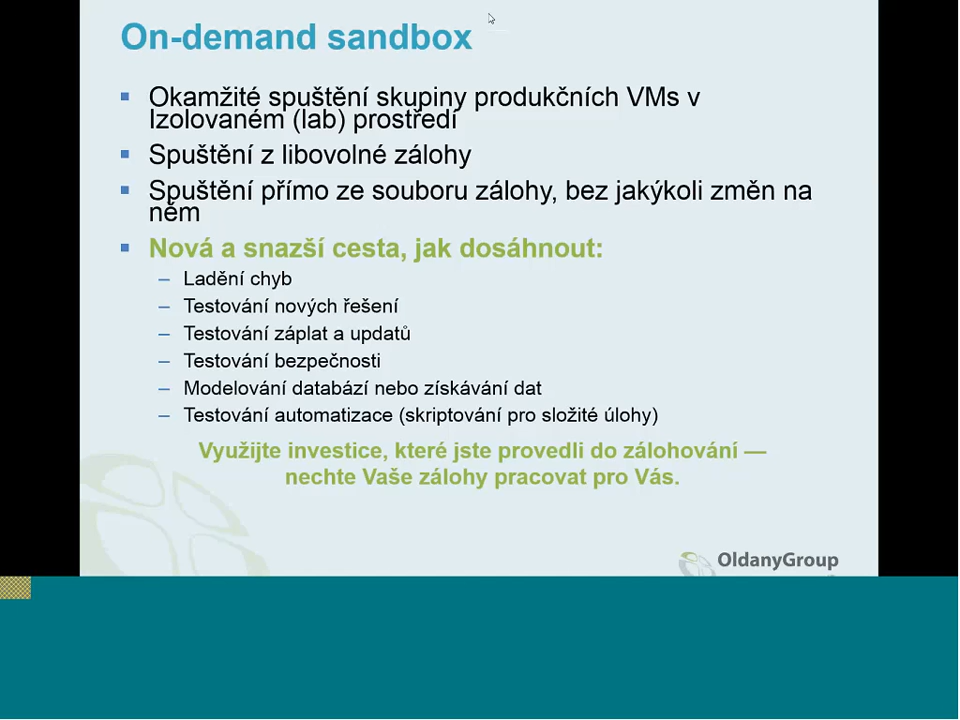 On-demand sandbox
Okamžité spuštění skupiny produkčních VMs v
Izolovaném (lab) prostředí
Spuštění z libovolné zálohy
Spuštění přímo ze souboru zálohy, bez jakýkoli změn na
něm
Nová a snazší cesta, jak dosáhnout:
– Ladění chyb
– Testování nových řešení
– Testování záplat a updatů
– Testování bezpečnosti
– Modelování databází nebo získávání dat
– Testování automatizace (skriptování pro složité úlohy)
Využijte investice, které jste provedli do zálohování —
nechte Vaše zálohy pracovat pro Vás.
OldanyGroup